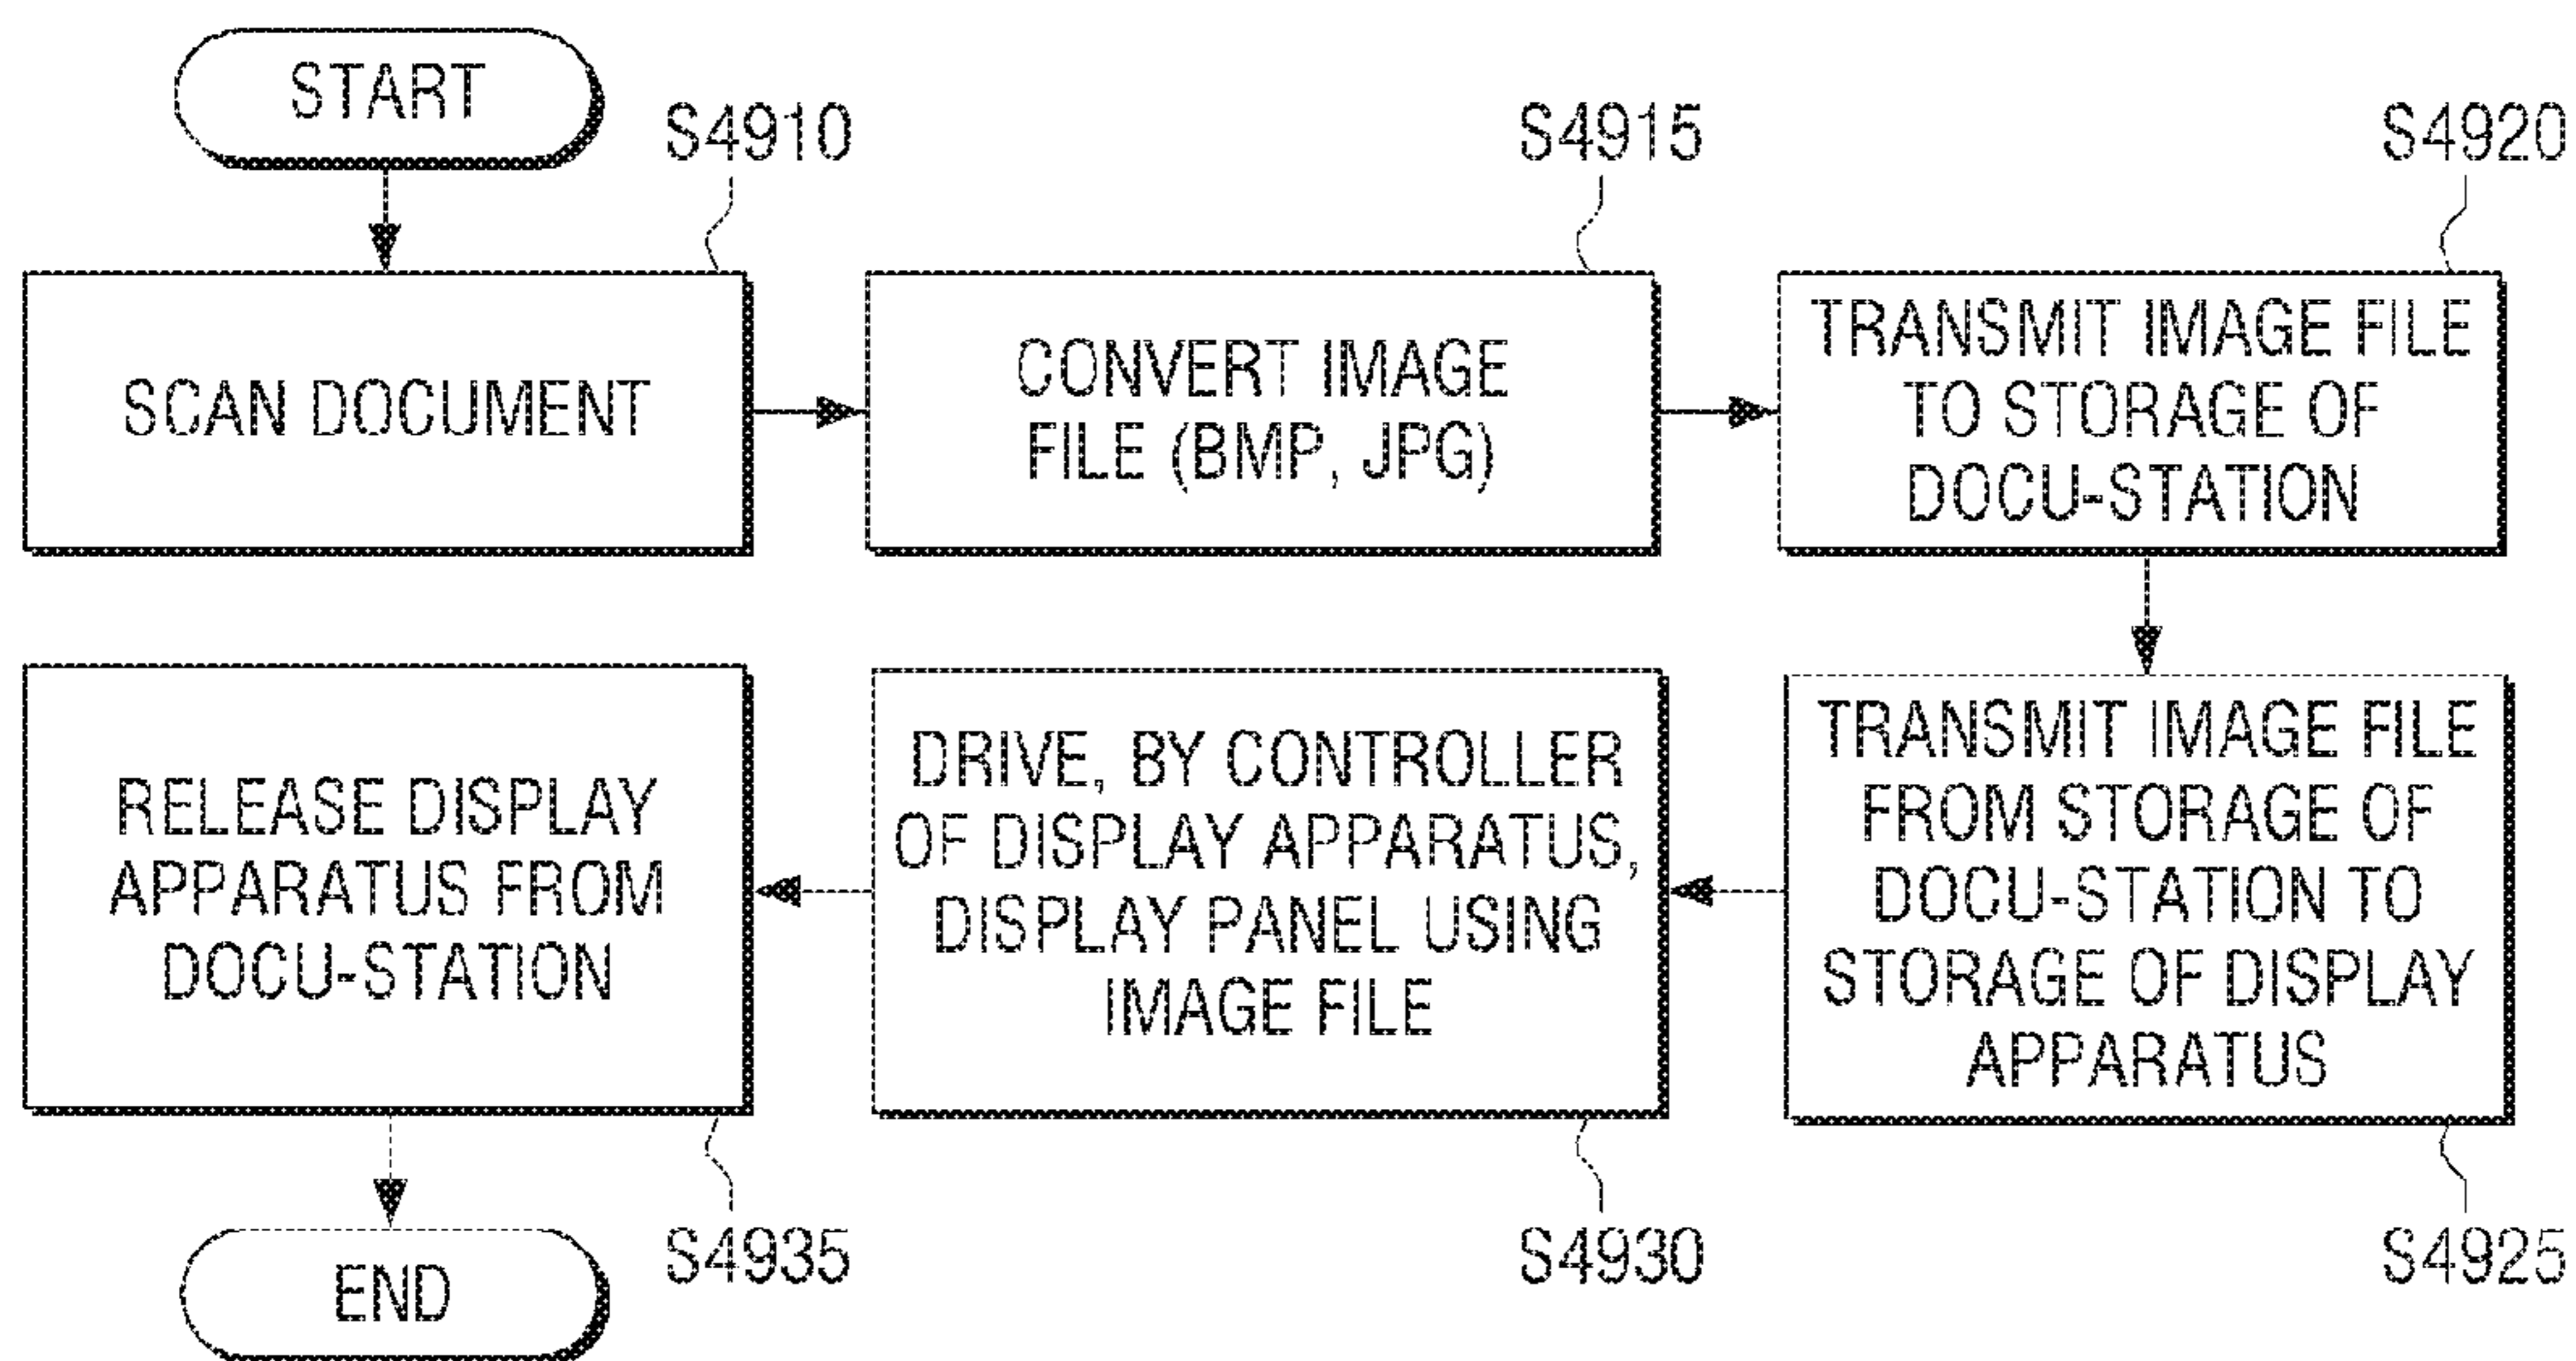 START
S4910
S4915
S4920
SCAN DOCUMENT
CONVERT IMAGE
FILE (BMP, JPG)
TRANSMIT IMAGE FILE
TO STORAGE OF
DOCU-STATION
TRANSMIT IMAGE FILE
FROM STORAGE OF
DOCU-STATION TO
STORAGE OF DISPLAY
APPARATUS
S4925
DRIVE, BY CONTROLLER
OF DISPLAY APPARATUS,
DISPLAY PANEL USING
IMAGE FILE
S4930
RELEASE DISPLAY
APPARATUS FROM
DOCU-STATION
S4935
END